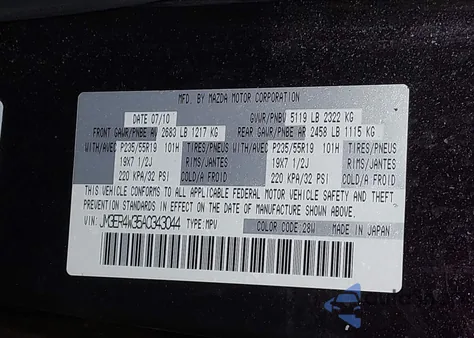 MFD. BY MAZDA MOTOR CORPORATION
DATE 07/10 GVWR/PNBV 5119 LB 2322 KG
FRONT GAWR/PNBE AV 2683 LB 1217 KG REAR GAWR/PNBE AR 2458 LB 1115 KG
WITH/AVEC P235/55R19 101H TIRES/PNEUS WITH/AVEC P235/55R19 101H TIRES/PNEUS
19X7 1/2J RIMS/JANTES 19X7 1/2J RIMS/JANTES
220 KPA/32 PSI COLD/A FROID 220 KPA/32 PSI COLD/A FROID
THIS VEHICLE CONFORMS TO ALL APPLICABLE FEDERAL MOTOR VEHICLE SAFETY AND THEFT
PREVENTION STANDARDS IN EFFECT ON THE DATE OF MANUFACTURE SHOWN ABOVE.
VIN: JM3ER4W35A0343044 TYPE: MPV COLOR CODE: 28W MADE IN JAPAN